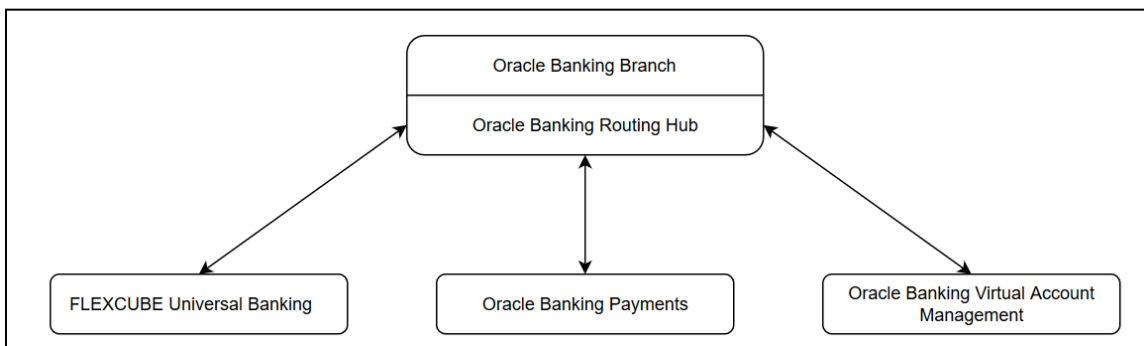 Oracle Banking Branch
Oracle Banking Routing Hub
FLEXCUBE Universal Banking
Oracle Banking Payments
Oracle Banking Virtual Account
Management